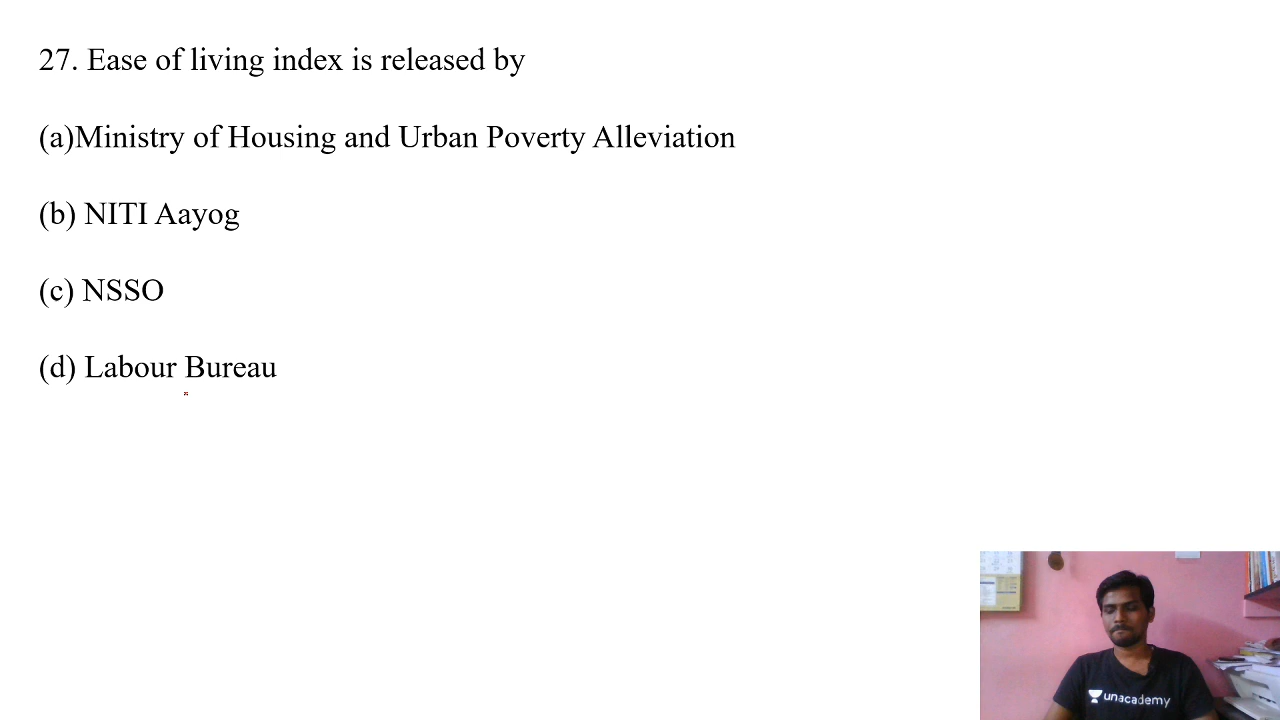 27. Ease of living index is released by
(a)Ministry of Housing and Urban Poverty Alleviation
(b) NITI Aayog
(c) NSSO
(d) Labour Bureau
unacademy